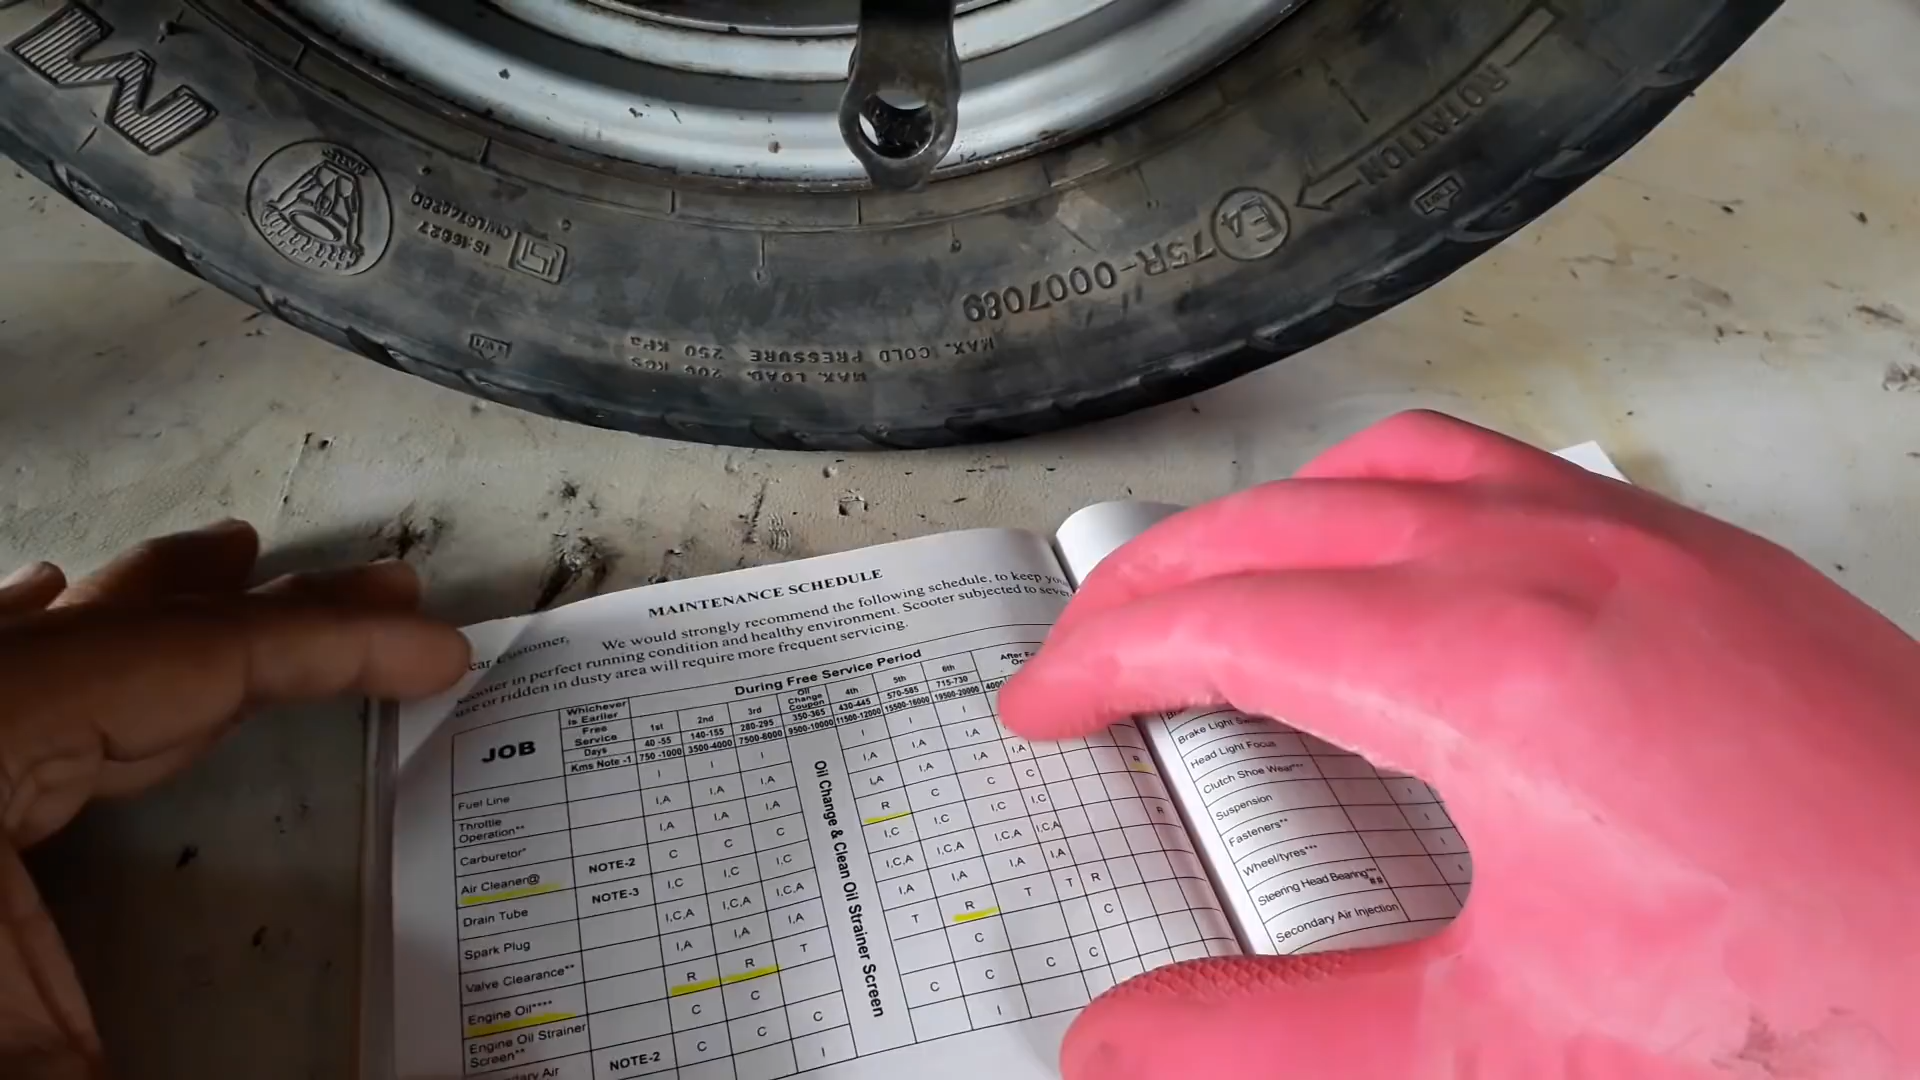 M
MARF
IS:15627
CM/L6744280
ROTATION
TWI
E4
75R-0007089
MAX. COLD PRESSURE 250 KPa
MAX. LOAD. 206 KGS
TWI
MAINTENANCE SCHEDULE
ear Customer,
We would strongly recommend the following schedule, to keep
scooter in perfect running condition and healthy environment. Scooter subjected to
use or ridden in dusty area will require more frequent servicing.
JOB
Whichever is Earlier
During Free Service Period
After
Free Service 1st 2nd 3rd Oil Change Coupon 4th 5th 6th
Days 40 -55 140-155 280-295 350-365 430-445 570-585 715-730
Kms Note -1 750 -1000 3500-4000 7500-8000 9500-10000 11500-12000 15500-16000 19500-20000
Oil Change & Clean Oil Strainer Screen
Fuel Line I I I I I I
Throttle Operation** I,A I,A I,A I,A I,A I,A I,A
Carburetor* I,A I,A I,A I,A I,A I,A
Air Cleaner@ NOTE-2 C C C R C C C R
Drain Tube NOTE-3 I,C I,C I,C I,C I,C I,C I,C
Spark Plug I,C,A I,C,A I,C,A I,C,A I,C,A I,C,A I,C,A R
Valve Clearance** I,A I,A I,A I,A I,A I,A I,A
Engine Oil**** R R T T R T T R
Engine Oil Strainer Screen** C C C C
NOTE-2 C C C C C C C
I I
Head Light Focus
Clutch Shoe Wear*** I
Suspension I
Fasteners** I
Wheel/tyres*** I
Steering Head Bearing** ##
Secondary Air Injection